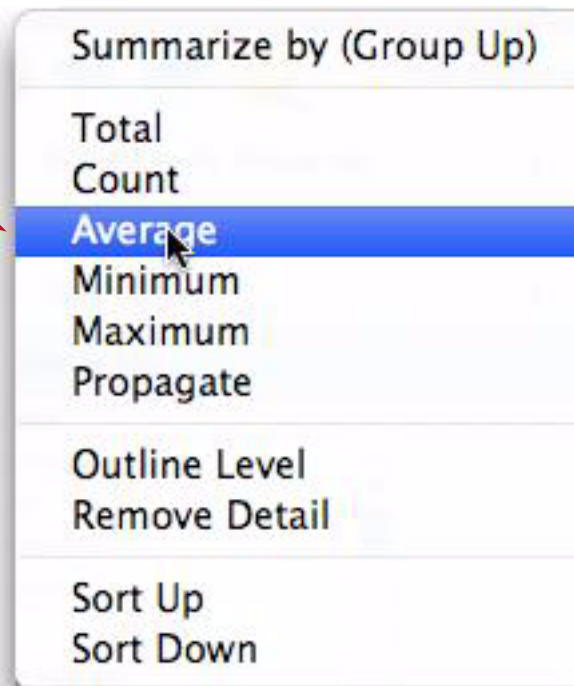 Summarize by (Group Up)
Total
Count
Average
Minimum
Maximum
Propagate
Outline Level
Remove Detail
Sort Up
Sort Down